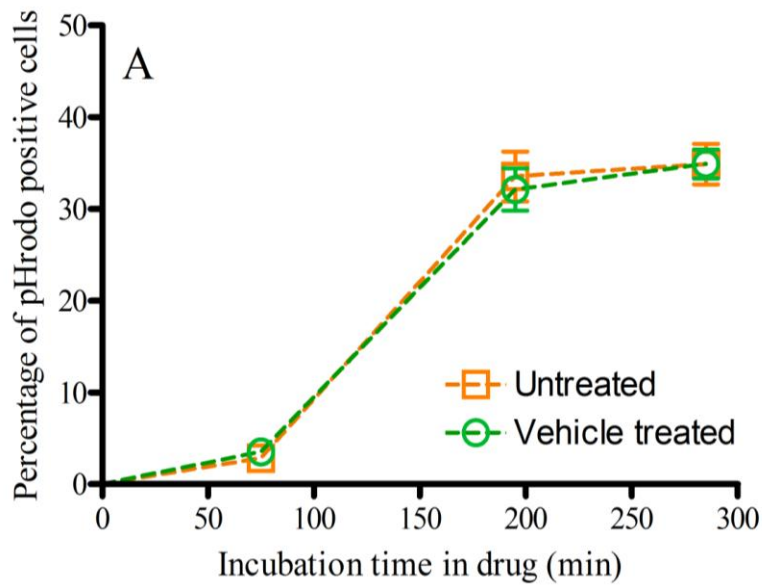 A
Percentage of pHrodo positive cells
50
40
30
20
10
0
Untreated
Vehicle treated
0 50 100 150 200 250 300
Incubation time in drug (min)